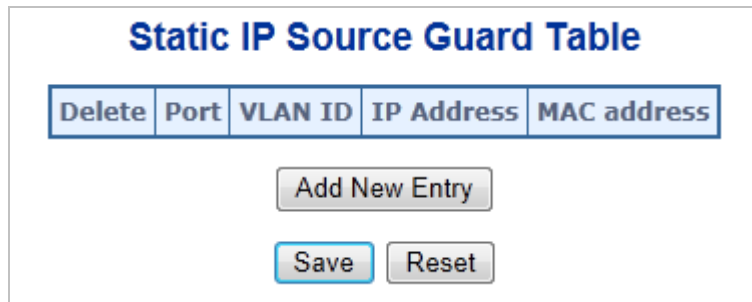 Static IP Source Guard Table
Delete Port VLAN ID IP Address MAC address
Add New Entry
Save Reset